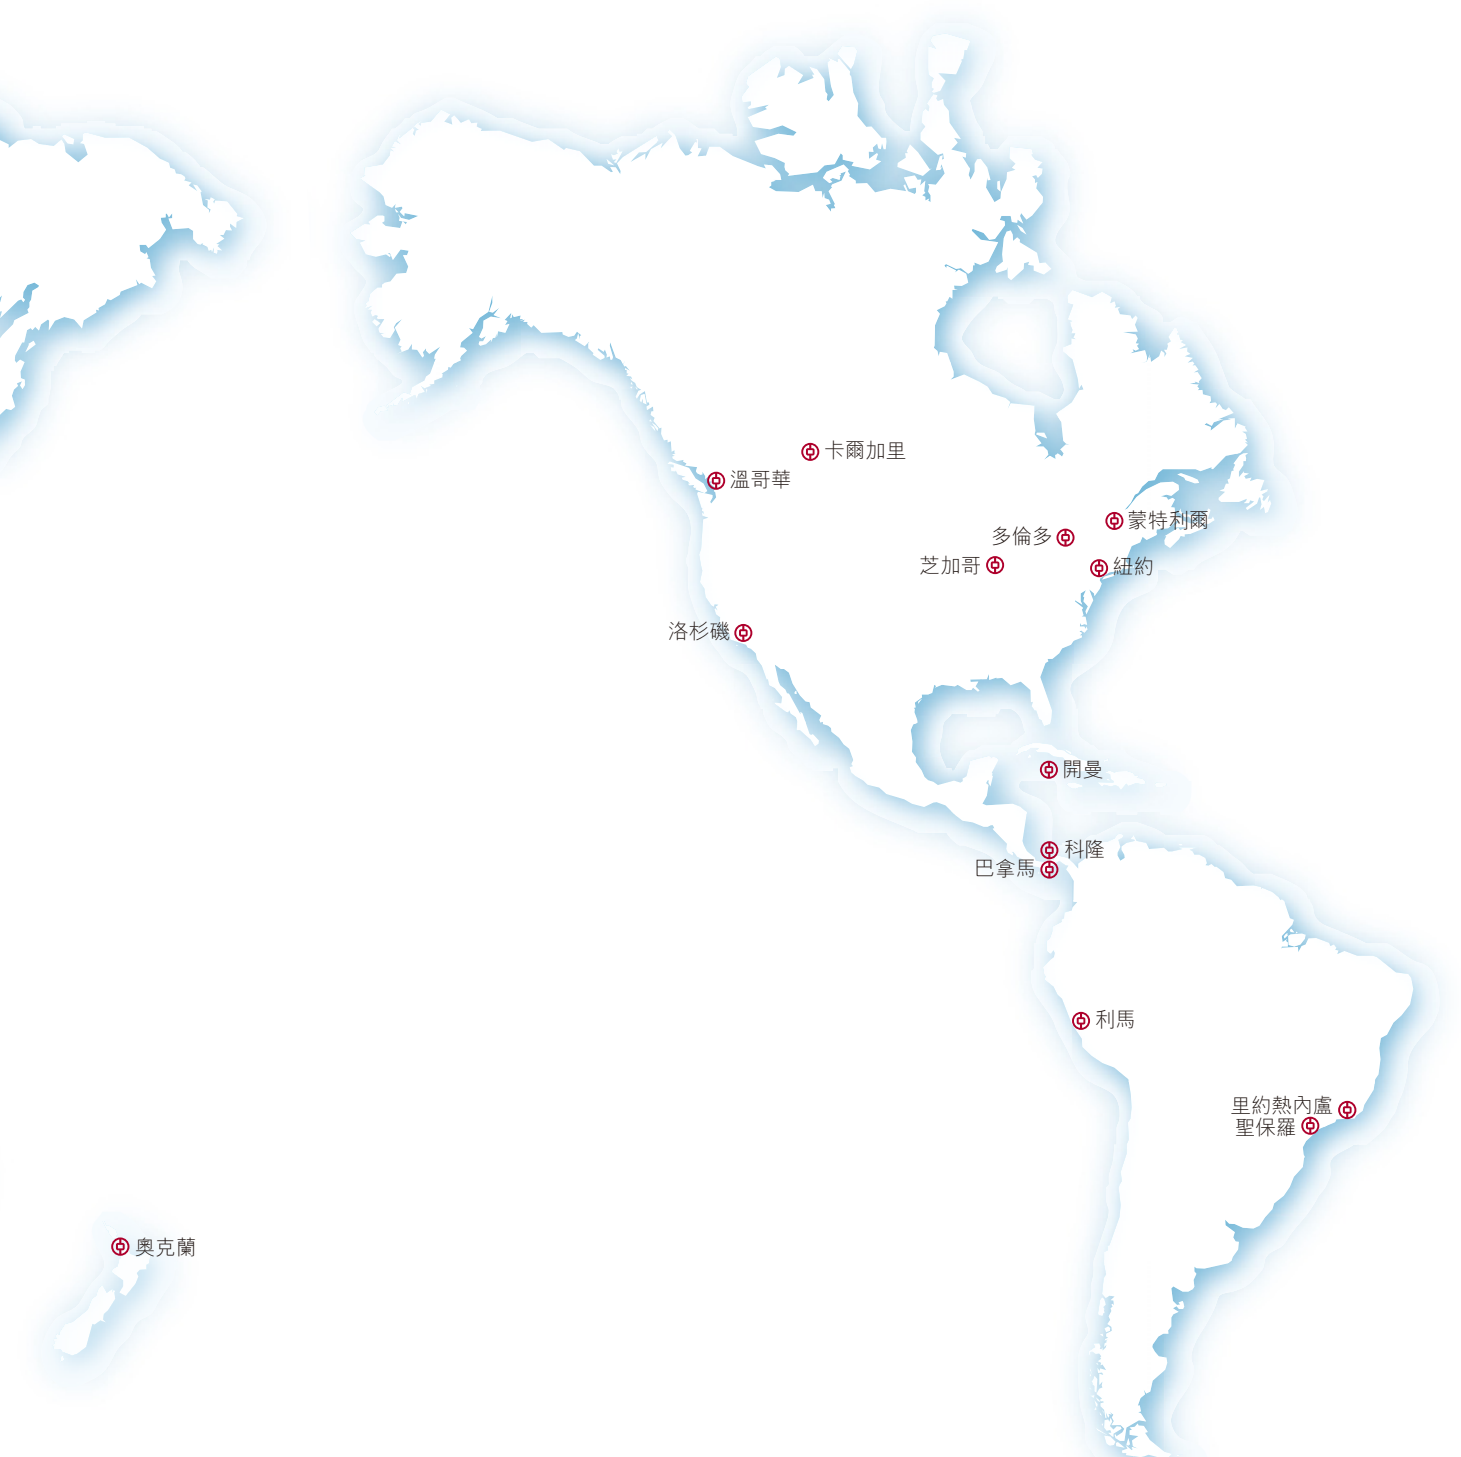 卡爾加里
溫哥華
蒙特利爾
多倫多
芝加哥
紐約
洛杉磯
開曼
科隆
巴拿馬
利馬
里約熱內盧
聖保羅
奧克蘭